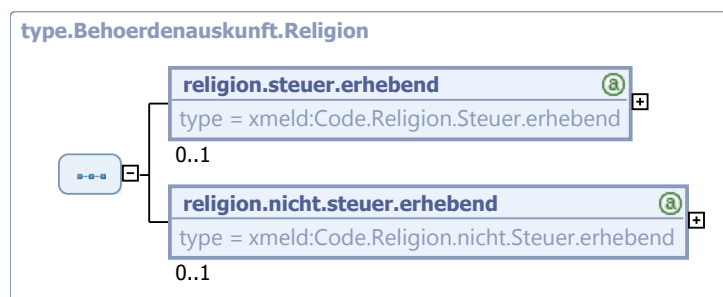 type.Behoerdenauskunft.Religion
religion.steuer.erhebend
type = xmeld:Code.Religion.Steuer.erhebend
0..1
religion.nicht.steuer.erhebend
type = xmeld:Code.Religion.nicht.Steuer.erhebend
0..1